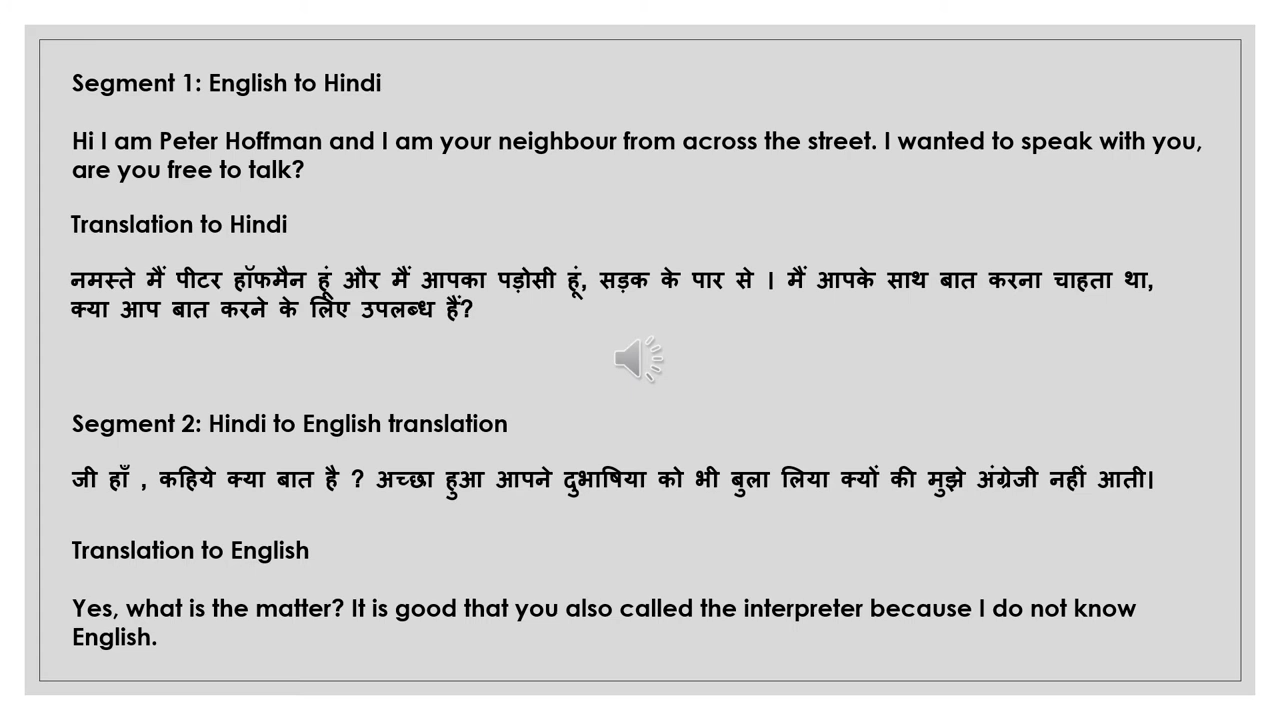 Segment 1: English to Hindi
Hi I am Peter Hoffman and I am your neighbour from across the street. I wanted to speak with you,
are you free to talk?
Translation to Hindi
नमस्ते मैं पीटर हॉफमैन हूं और मैं आपका पड़ोसी हूं, सड़क के पार से । मैं आपके साथ बात करना चाहता था,
क्या आप बात करने के लिए उपलब्ध हैं?
Segment 2: Hindi to English translation
जी हाँ , कहिये क्या बात है ? अच्छा हुआ आपने दुभाषिया को भी बुला लिया क्यों की मुझे अंग्रेजी नहीं आती।
Translation to English
Yes, what is the matter? It is good that you also called the interpreter because I do not know
English.